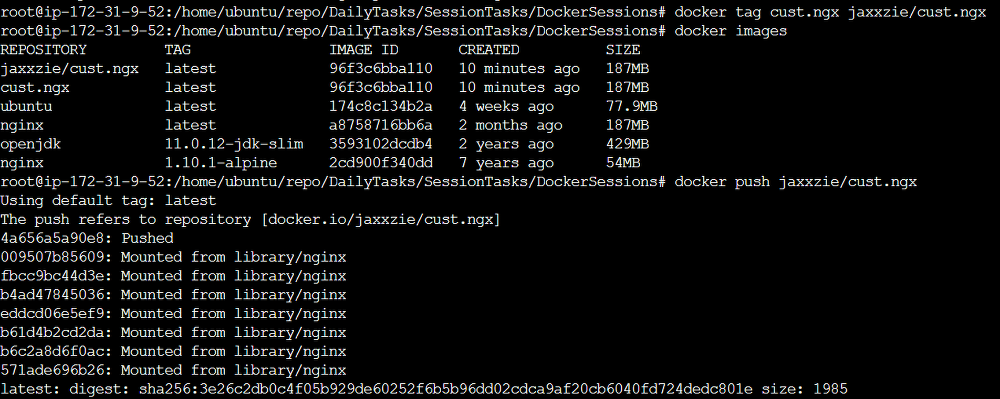 root@ip-172-31-9-52:/home/ubuntu/repo/DailyTasks/SessionTasks/DockerSessions# docker tag cust.ngx jaxxzie/cust.ngx
root@ip-172-31-9-52:/home/ubuntu/repo/DailyTasks/SessionTasks/DockerSessions# docker images
REPOSITORY TAG IMAGE ID CREATED SIZE
jaxxzie/cust.ngx latest 96f3c6bba110 10 minutes ago 187MB
cust.ngx latest 96f3c6bba110 10 minutes ago 187MB
ubuntu latest 174c8c134b2a 4 weeks ago 77.9MB
nginx latest a8758716bb6a 2 months ago 187MB
openjdk 11.0.12-jdk-slim 3593102dcdb4 2 years ago 429MB
nginx 1.10.1-alpine 2cd900f340dd 7 years ago 54MB
root@ip-172-31-9-52:/home/ubuntu/repo/DailyTasks/SessionTasks/DockerSessions# docker push jaxxzie/cust.ngx
Using default tag: latest
The push refers to repository [docker.io/jaxxzie/cust.ngx]
4a656a5a90e8: Pushed
009507b85609: Mounted from library/nginx
fbcc9bc44d3e: Mounted from library/nginx
b4ad47845036: Mounted from library/nginx
eddcd06e5ef9: Mounted from library/nginx
b61d4b2cd2da: Mounted from library/nginx
b6c2a8d6f0ac: Mounted from library/nginx
571ade696b26: Mounted from library/nginx
latest: digest: sha256:3e26c2db0c4f05b929de60252f6b5b96dd02cdca9af20cb6040fd724dedc801e size: 1985